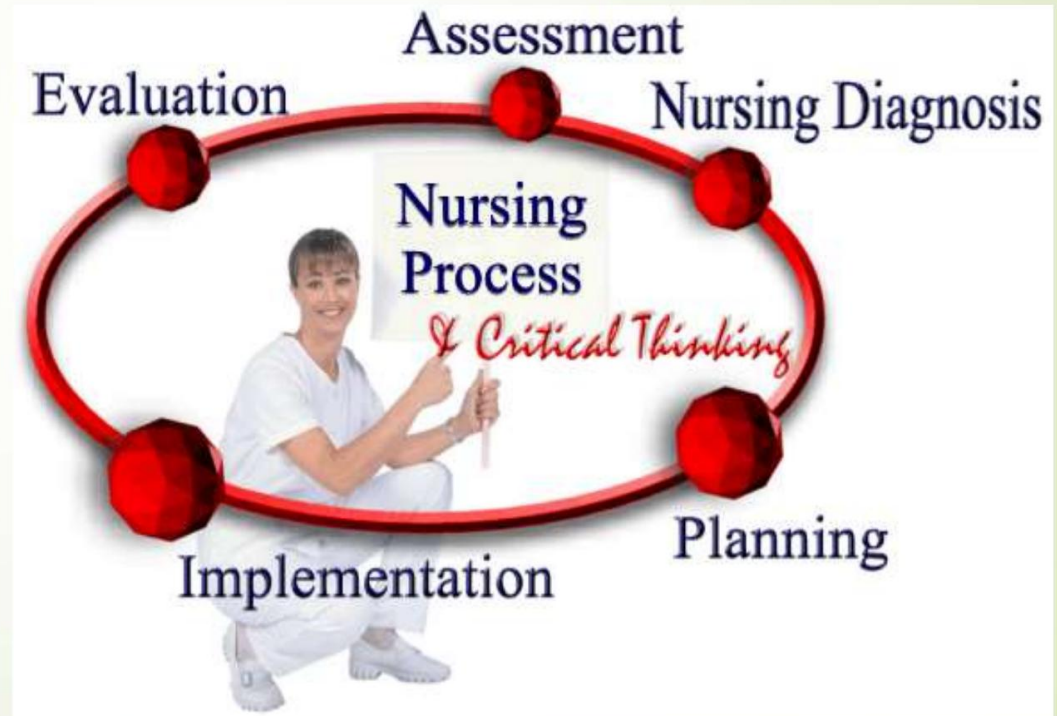 Assessment
Evaluation
Nursing Diagnosis
Nursing
Process
& Critical Thinking
Planning
Implementation